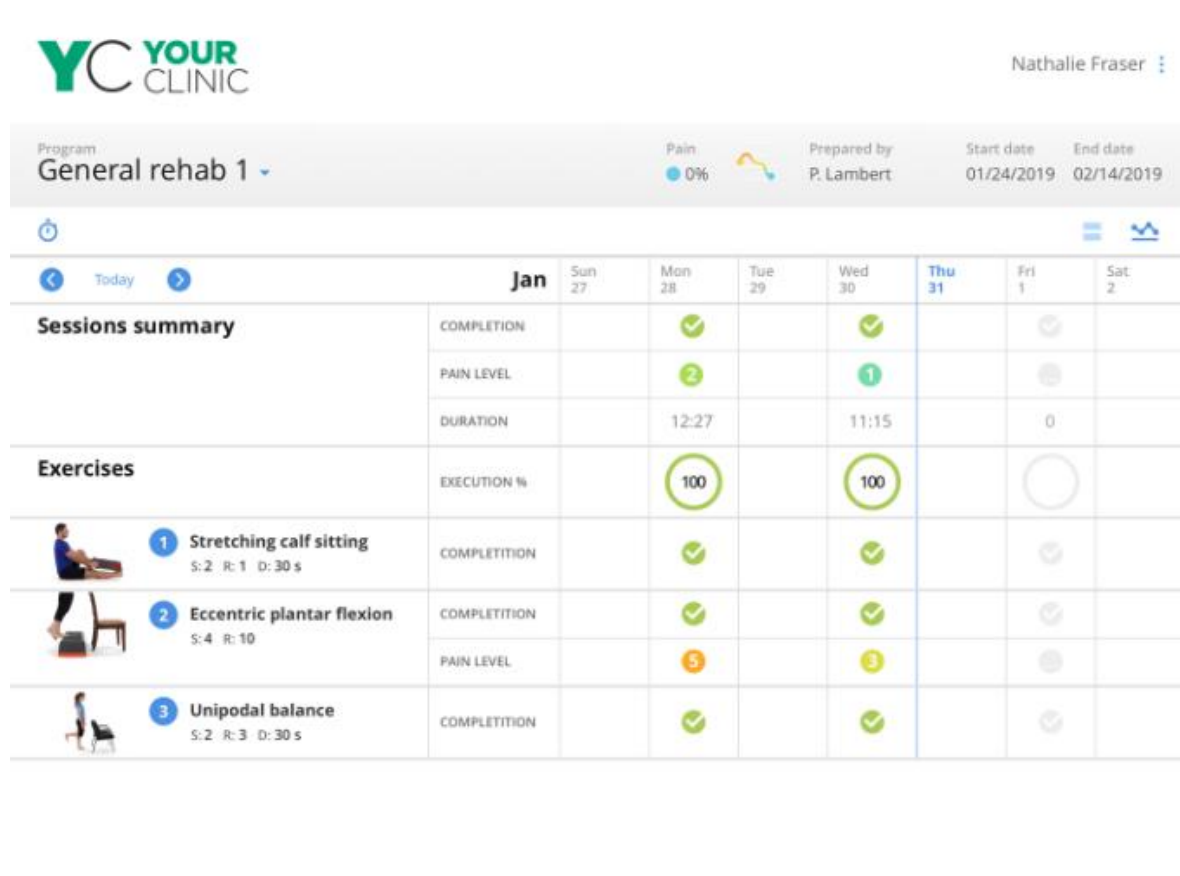 YC YOUR CLINIC
Nathalie Fraser
Program
General rehab 1
Pain
0%
Prepared by
P. Lambert
Start date
01/24/2019
End date
02/14/2019
Today
Jan
Sun 27
Mon 28
Tue 29
Wed 30
Thu 31
Fri 1
Sat 2
Sessions summary
COMPLETION
PAIN LEVEL 2 1
DURATION 12:27 11:15 0
Exercises
EXECUTION % 100 100
1 Stretching calf sitting
S: 2 R: 1 D: 30 s
COMPLETITION
2 Eccentric plantar flexion
S: 4 R: 10
COMPLETITION
PAIN LEVEL 5 3
3 Unipodal balance
S: 2 R: 3 D: 30 s
COMPLETITION